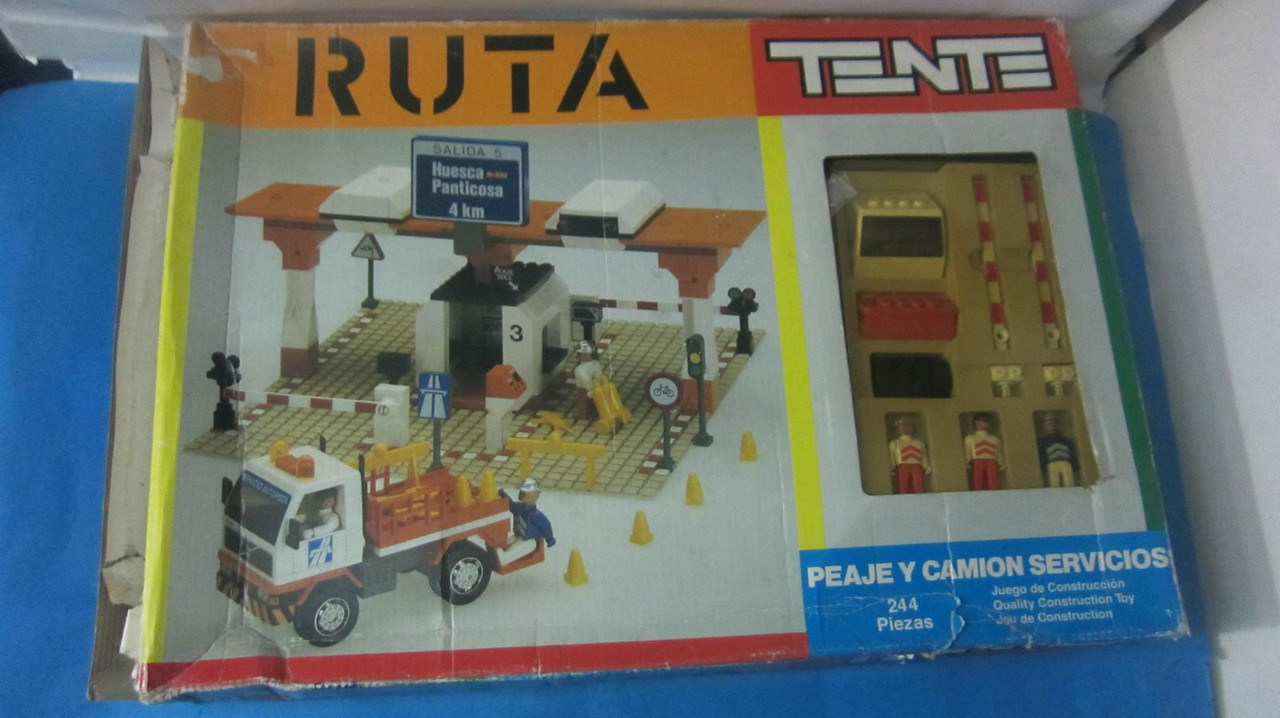 RUTA
TENTE
SALIDA 5
Huesca
Panticosa
4 km
PEAJE
3
PEAJE Y CAMION SERVICIOS
244
Piezas
Juego de Construcción
Quality Construction Toy
Jeu de Construction